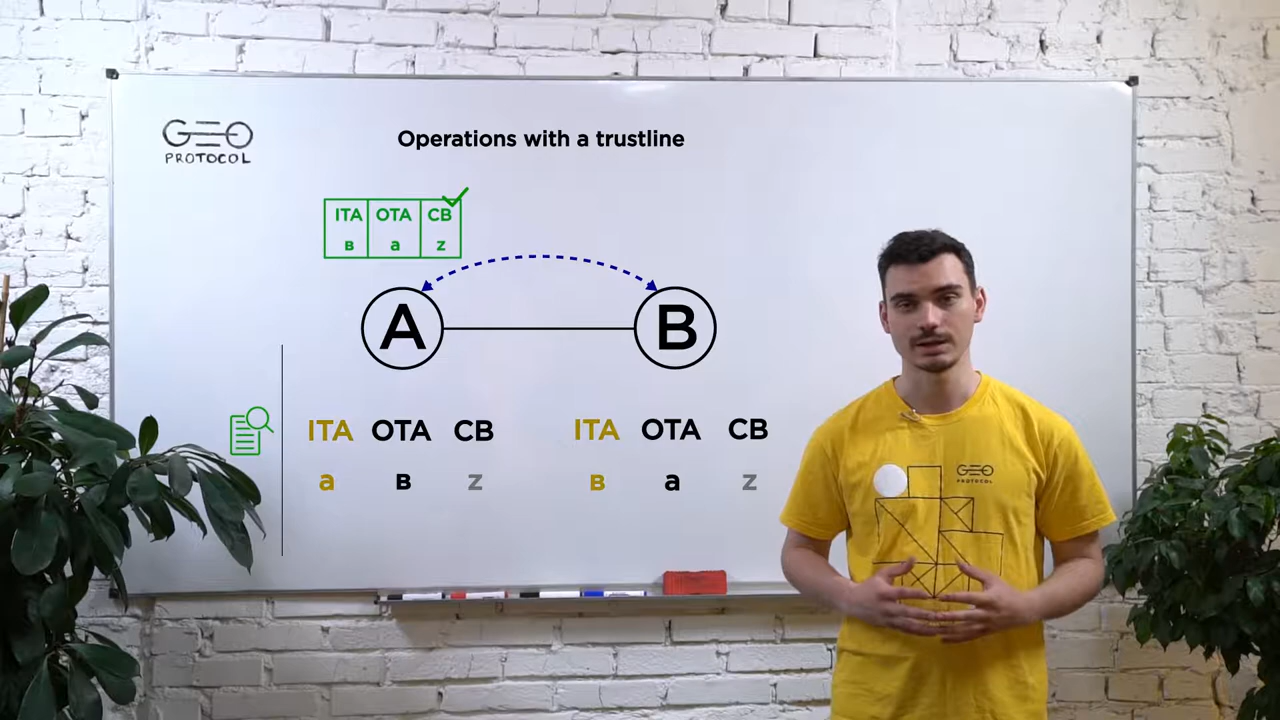 GEO
PROTOCOL
Operations with a trustline
ITA OTA CB
в a z
A B
ITA OTA CB ITA OTA CB
a в z в a z
GEO
PROTOCOL